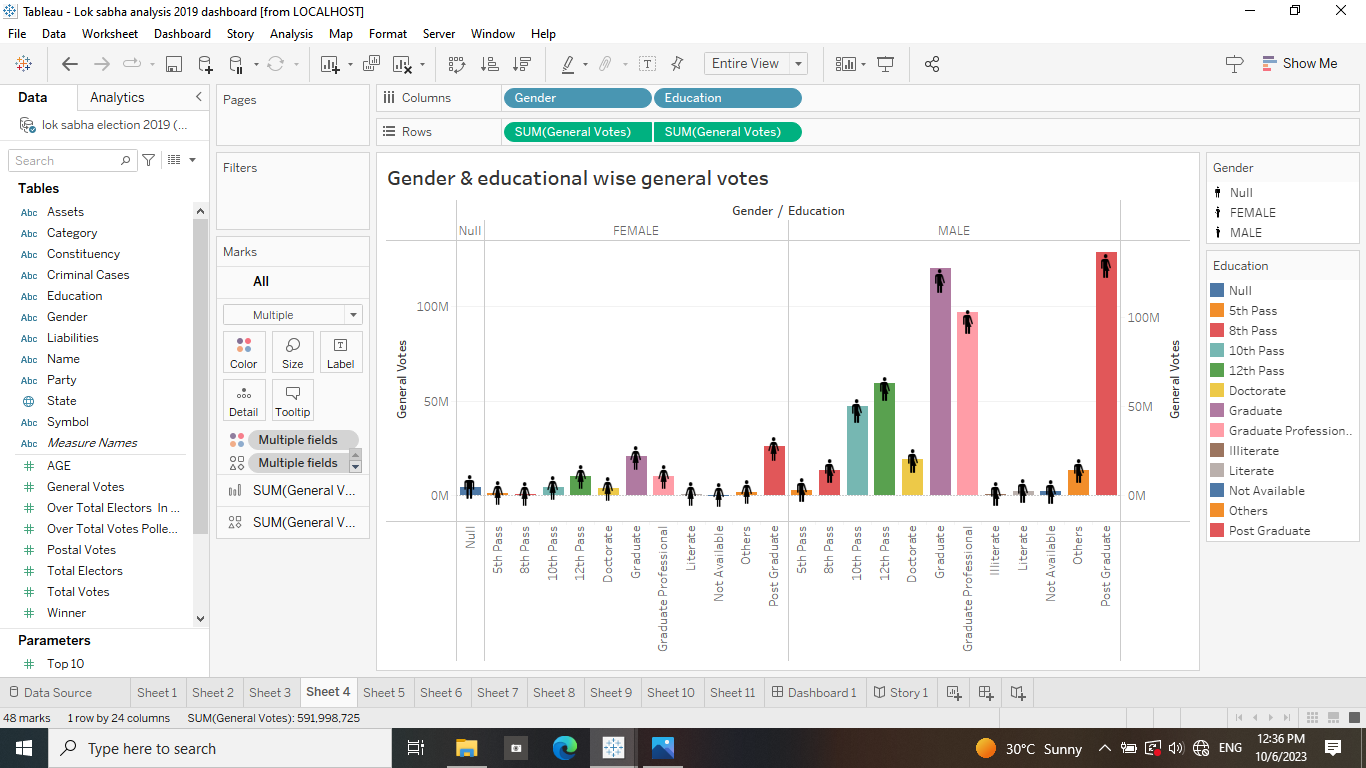 Tableau - Lok sabha analysis 2019 dashboard [from LOCALHOST]
File Data Worksheet Dashboard Story Analysis Map Format Server Window Help
Entire View
Show Me
Data Analytics
lok sabha election 2019 (...
Search
Tables
Abc Assets
Abc Category
Abc Constituency
Abc Criminal Cases
Abc Education
Abc Gender
Abc Liabilities
Abc Name
Abc Party
State
Abc Symbol
Abc Measure Names
# AGE
# General Votes
# Over Total Electors In ...
# Over Total Votes Polle...
# Postal Votes
# Total Electors
# Total Votes
# Winner
Parameters
# Top 10
Pages
Filters
Marks
All
Multiple
Color Size Label
Detail Tooltip
Multiple fields
Multiple fields
SUM(General V...
SUM(General V...
Columns Gender Education
Rows SUM(General Votes) SUM(General Votes)
Gender & educational wise general votes
Gender / Education
Null FEMALE MALE
General Votes
100M
50M
0M
General Votes
100M
50M
0M
Null
5th Pass
8th Pass
10th Pass
12th Pass
Doctorate
Graduate
Graduate Professional
Literate
Not Available
Others
Post Graduate
5th Pass
8th Pass
10th Pass
12th Pass
Doctorate
Graduate
Graduate Professional
Illiterate
Literate
Not Available
Others
Post Graduate
Gender
Null
FEMALE
MALE
Education
Null
5th Pass
8th Pass
10th Pass
12th Pass
Doctorate
Graduate
Graduate Profession..
Illiterate
Literate
Not Available
Others
Post Graduate
Data Source Sheet 1 Sheet 2 Sheet 3 Sheet 4 Sheet 5 Sheet 6 Sheet 7 Sheet 8 Sheet 9 Sheet 10 Sheet 11 Dashboard 1 Story 1
48 marks 1 row by 24 columns SUM(General Votes): 591,998,725
Type here to search
30°C Sunny
ENG
12:36 PM
10/6/2023